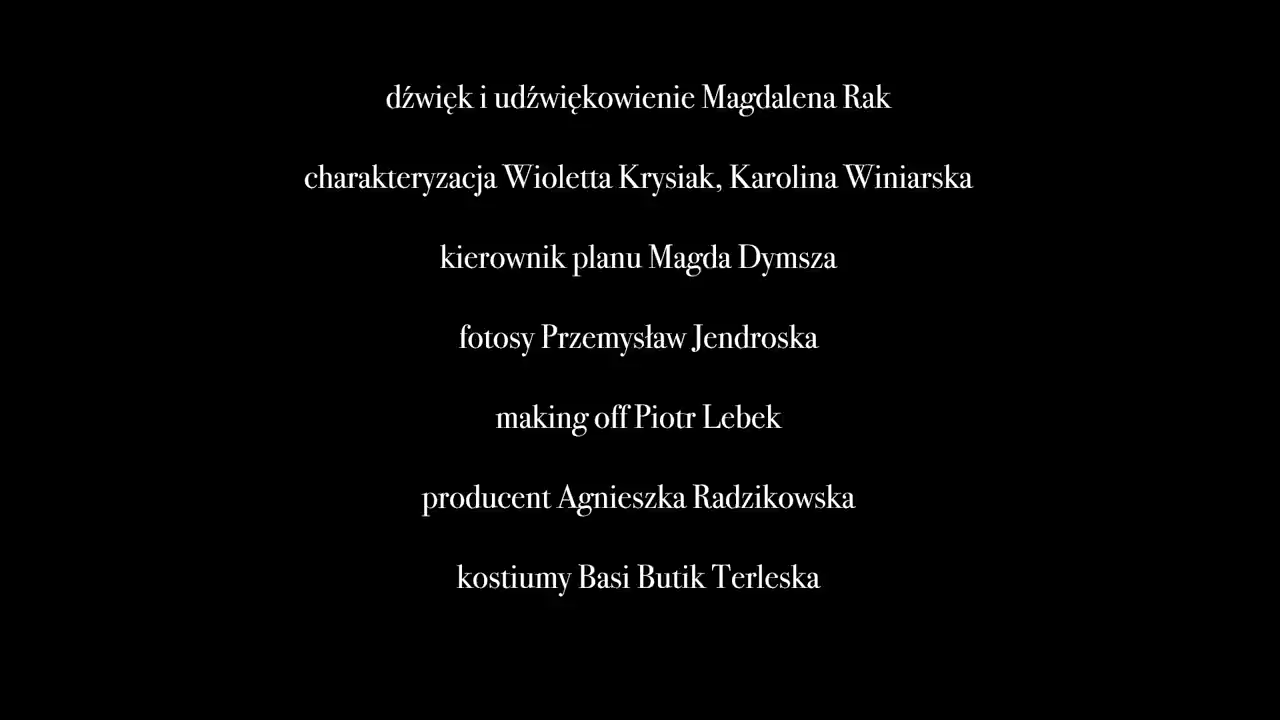 dźwięk i udźwiękowienie Magdalena Rak
charakteryzacja Wioletta Krysiak, Karolina Winiarska
kierownik planu Magda Dymsza
fotosy Przemysław Jendroska
making off Piotr Lebek
producent Agnieszka Radzikowska
kostiumy Basi Butik Terleska